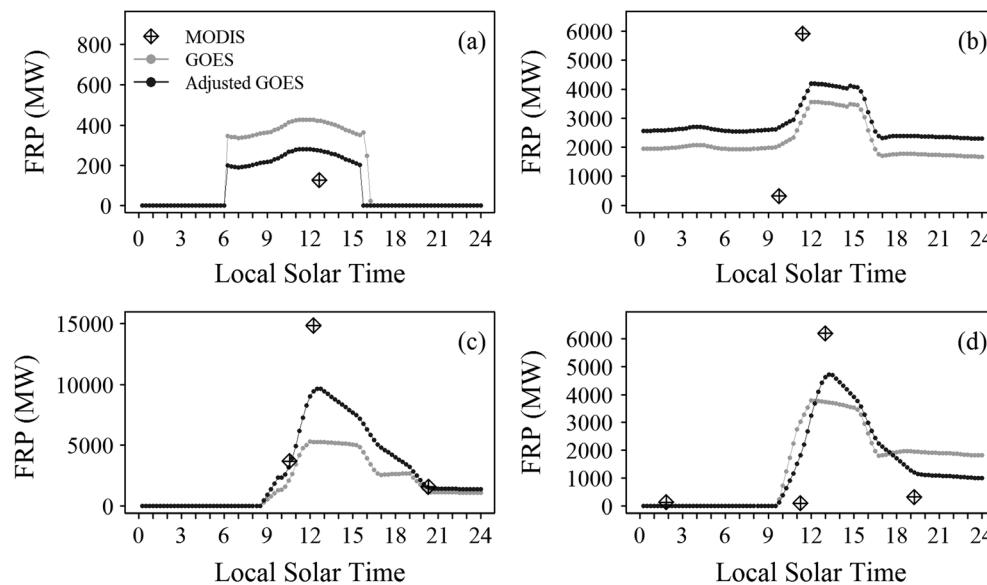 (a)
MODIS
GOES
Adjusted GOES
FRP (MW)
800
600
400
200
0
0 3 6 9 12 15 18 21 24
Local Solar Time
(b)
FRP (MW)
6000
5000
4000
3000
2000
1000
0
0 3 6 9 12 15 18 21 24
Local Solar Time
(c)
FRP (MW)
15000
10000
5000
0
0 3 6 9 12 15 18 21 24
Local Solar Time
(d)
FRP (MW)
6000
5000
4000
3000
2000
1000
0
0 3 6 9 12 15 18 21 24
Local Solar Time